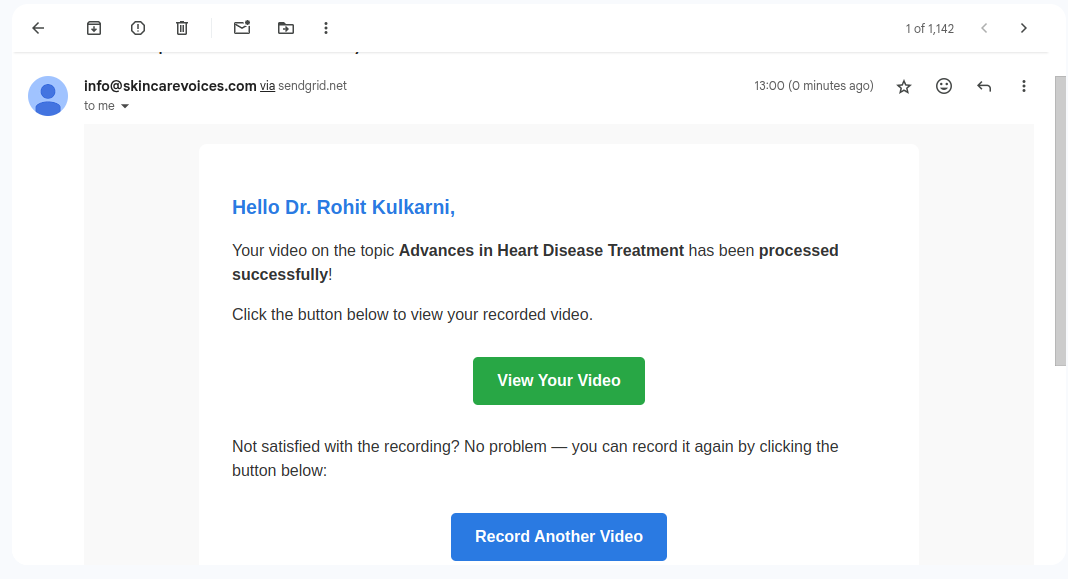 1 of 1,142
info@skincarevoices.com via sendgrid.net
13:00 (0 minutes ago)
to me
Hello Dr. Rohit Kulkarni,
Your video on the topic Advances in Heart Disease Treatment has been processed
successfully!
Click the button below to view your recorded video.
View Your Video
Not satisfied with the recording? No problem — you can record it again by clicking the
button below:
Record Another Video